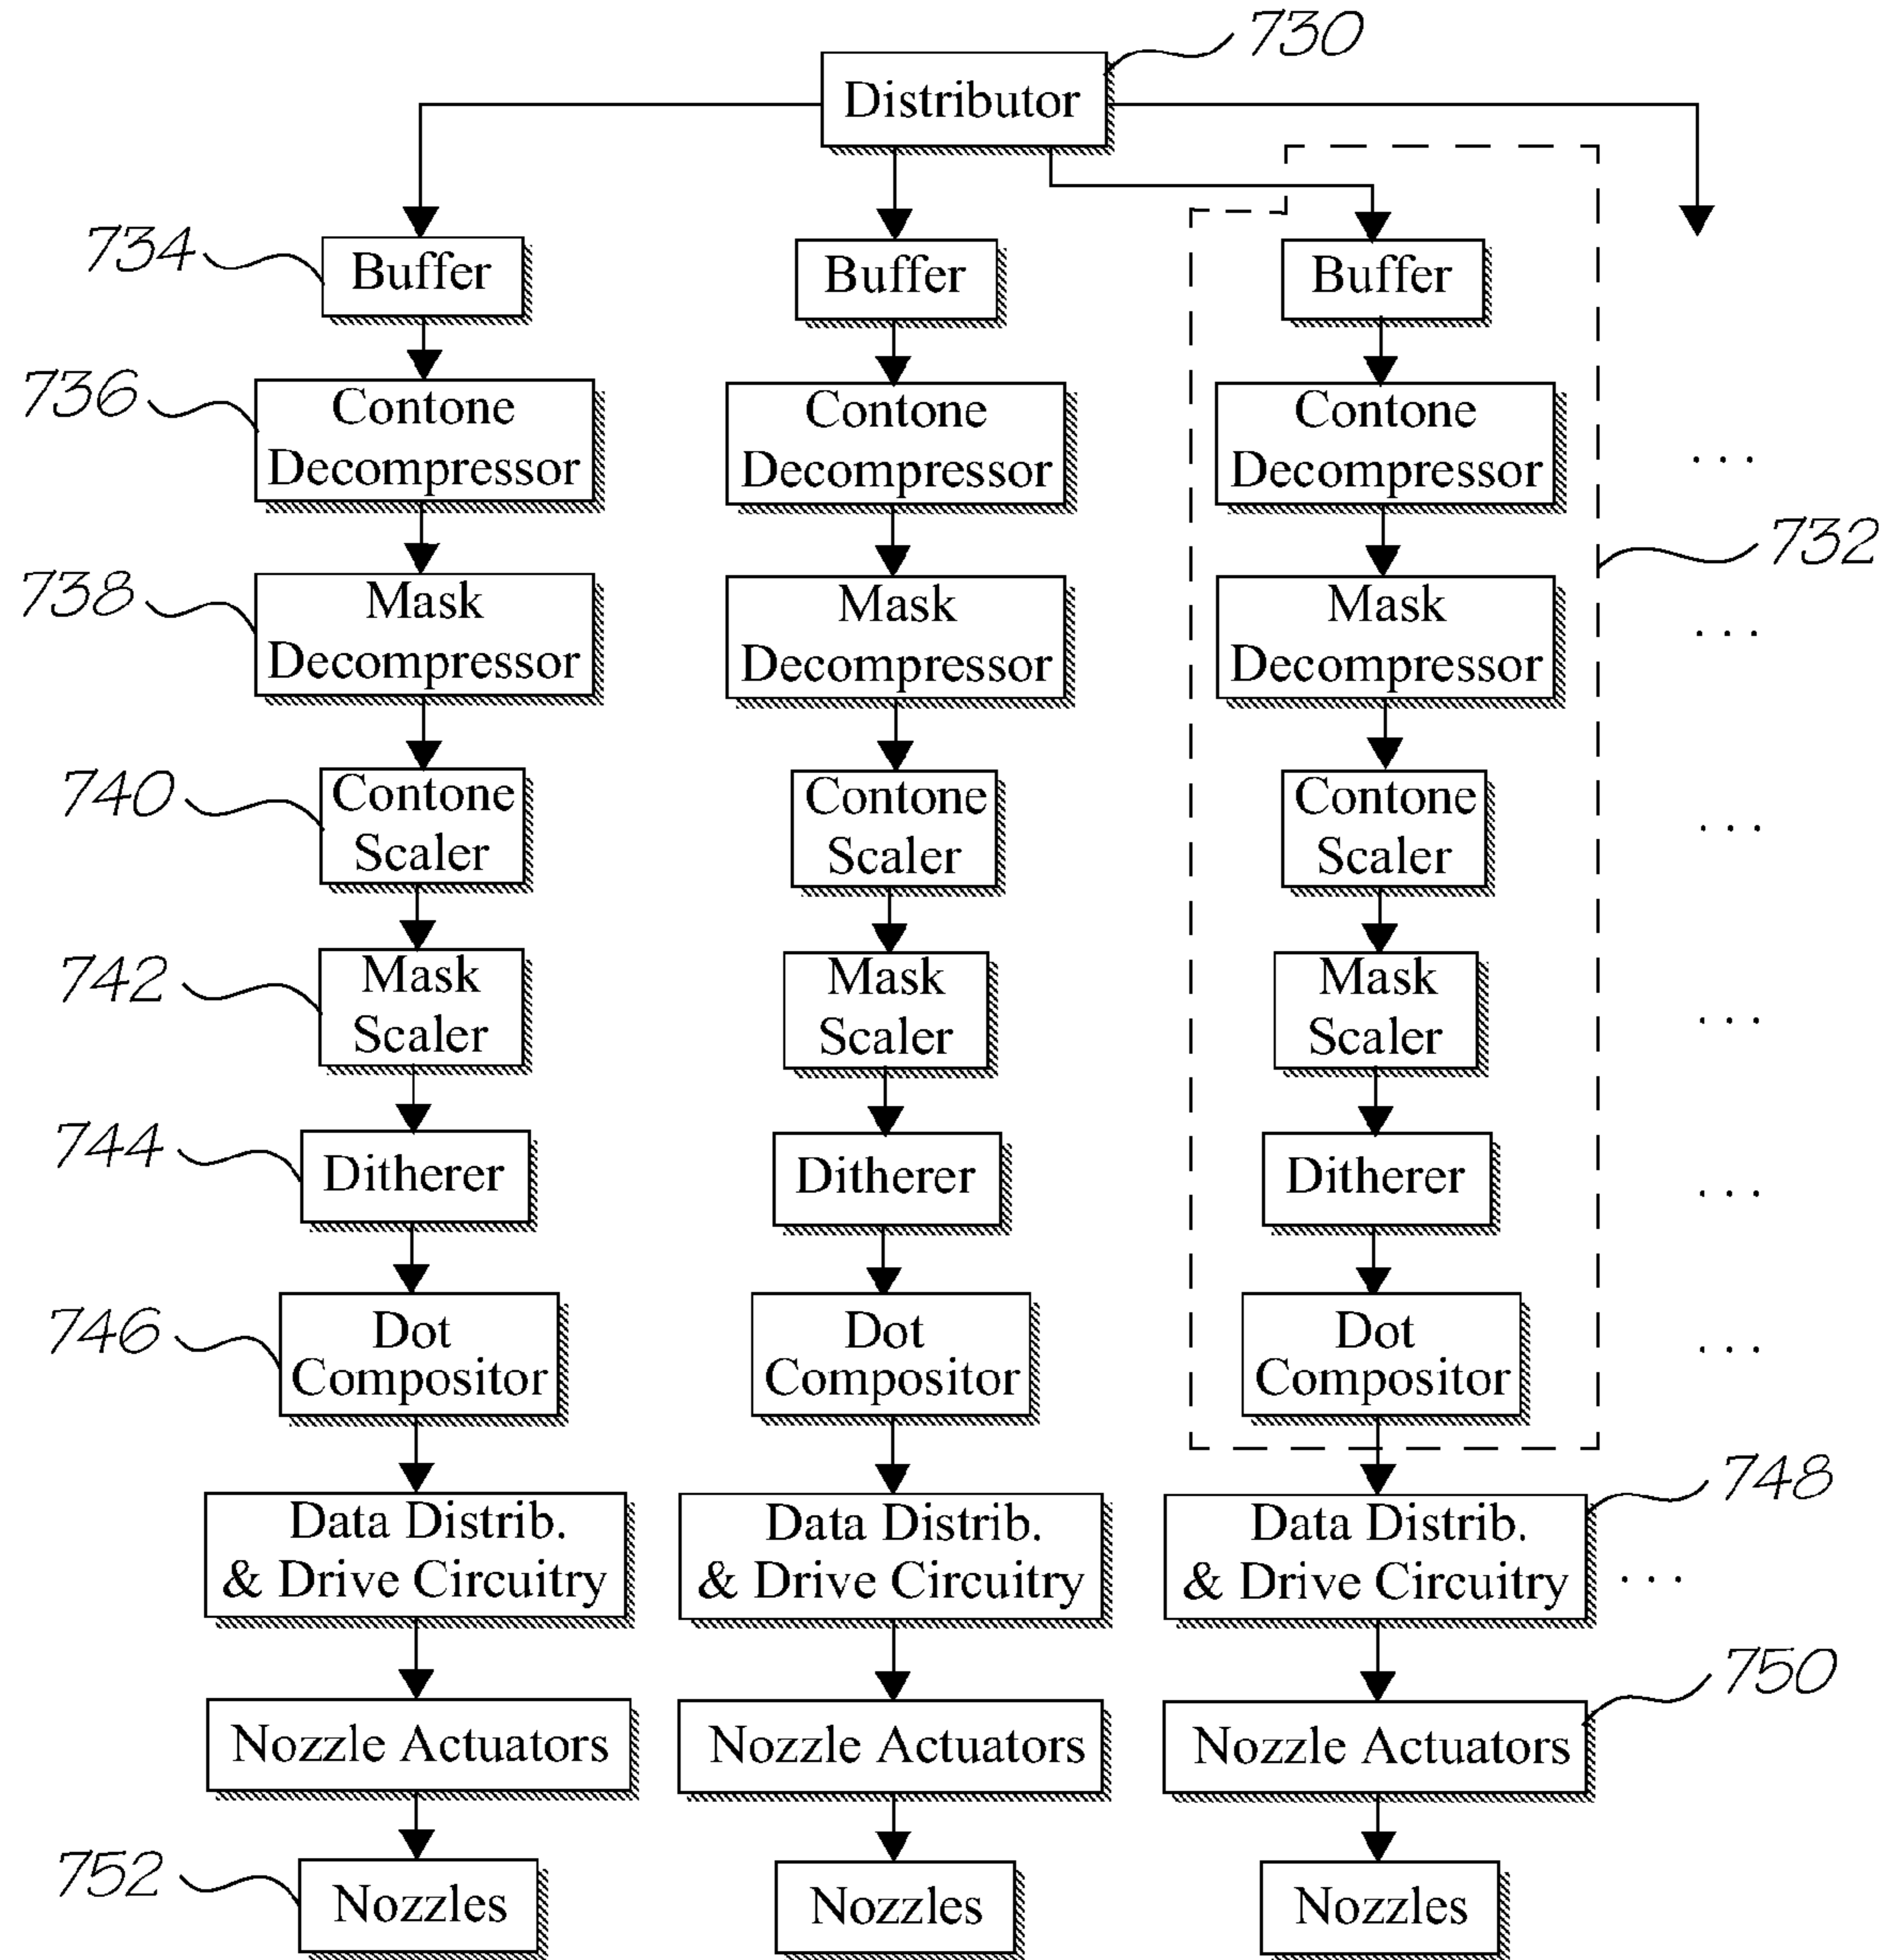 730
Distributor
734
Buffer
Buffer
Buffer
736
Contone
Decompressor
Contone
Decompressor
Contone
Decompressor
. . .
732
738
Mask
Decompressor
Mask
Decompressor
Mask
Decompressor
. . .
740
Contone
Scaler
Contone
Scaler
Contone
Scaler
. . .
742
Mask
Scaler
Mask
Scaler
Mask
Scaler
. . .
744
Ditherer
Ditherer
Ditherer
. . .
746
Dot
Compositor
Dot
Compositor
Dot
Compositor
. . .
748
Data Distrib.
& Drive Circuitry
Data Distrib.
& Drive Circuitry
Data Distrib.
& Drive Circuitry
. . .
750
Nozzle Actuators
Nozzle Actuators
Nozzle Actuators
752
Nozzles
Nozzles
Nozzles